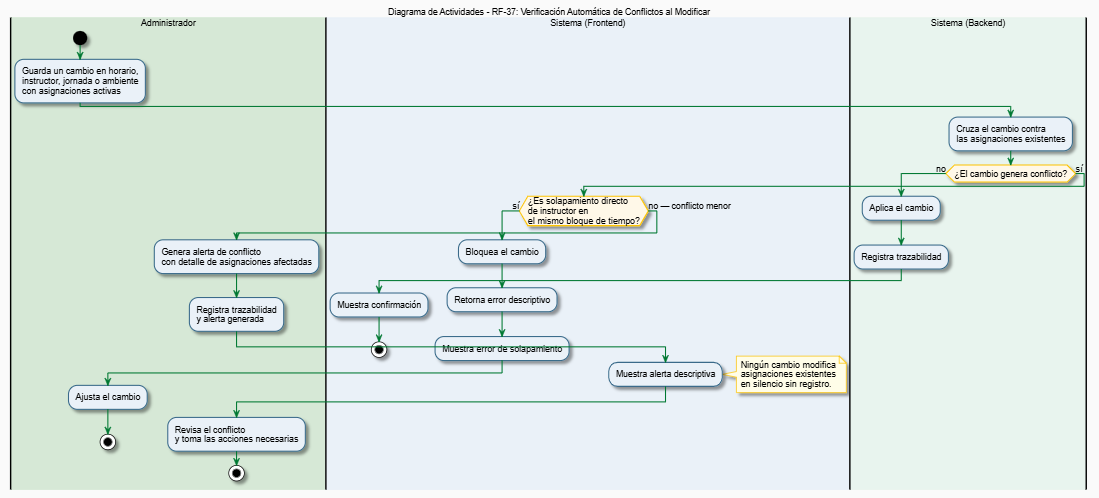 Diagrama de Actividades - RF-37: Verificación Automática de Conflictos al Modificar
Administrador
Sistema (Frontend)
Sistema (Backend)
Guarda un cambio en horario,
instructor, jornada o ambiente
con asignaciones activas
Cruza el cambio contra
las asignaciones existentes
no
¿El cambio genera conflicto?
sí
Aplica el cambio
Registra trazabilidad
sí
¿Es solapamiento directo
de instructor en
el mismo bloque de tiempo?
no — conflicto menor
Genera alerta de conflicto
con detalle de asignaciones afectadas
Bloquea el cambio
Registra trazabilidad
y alerta generada
Muestra confirmación
Retorna error descriptivo
Muestra error de solapamiento
Muestra alerta descriptiva
Ningún cambio modifica
asignaciones existentes
en silencio sin registro.
Ajusta el cambio
Revisa el conflicto
y toma las acciones necesarias